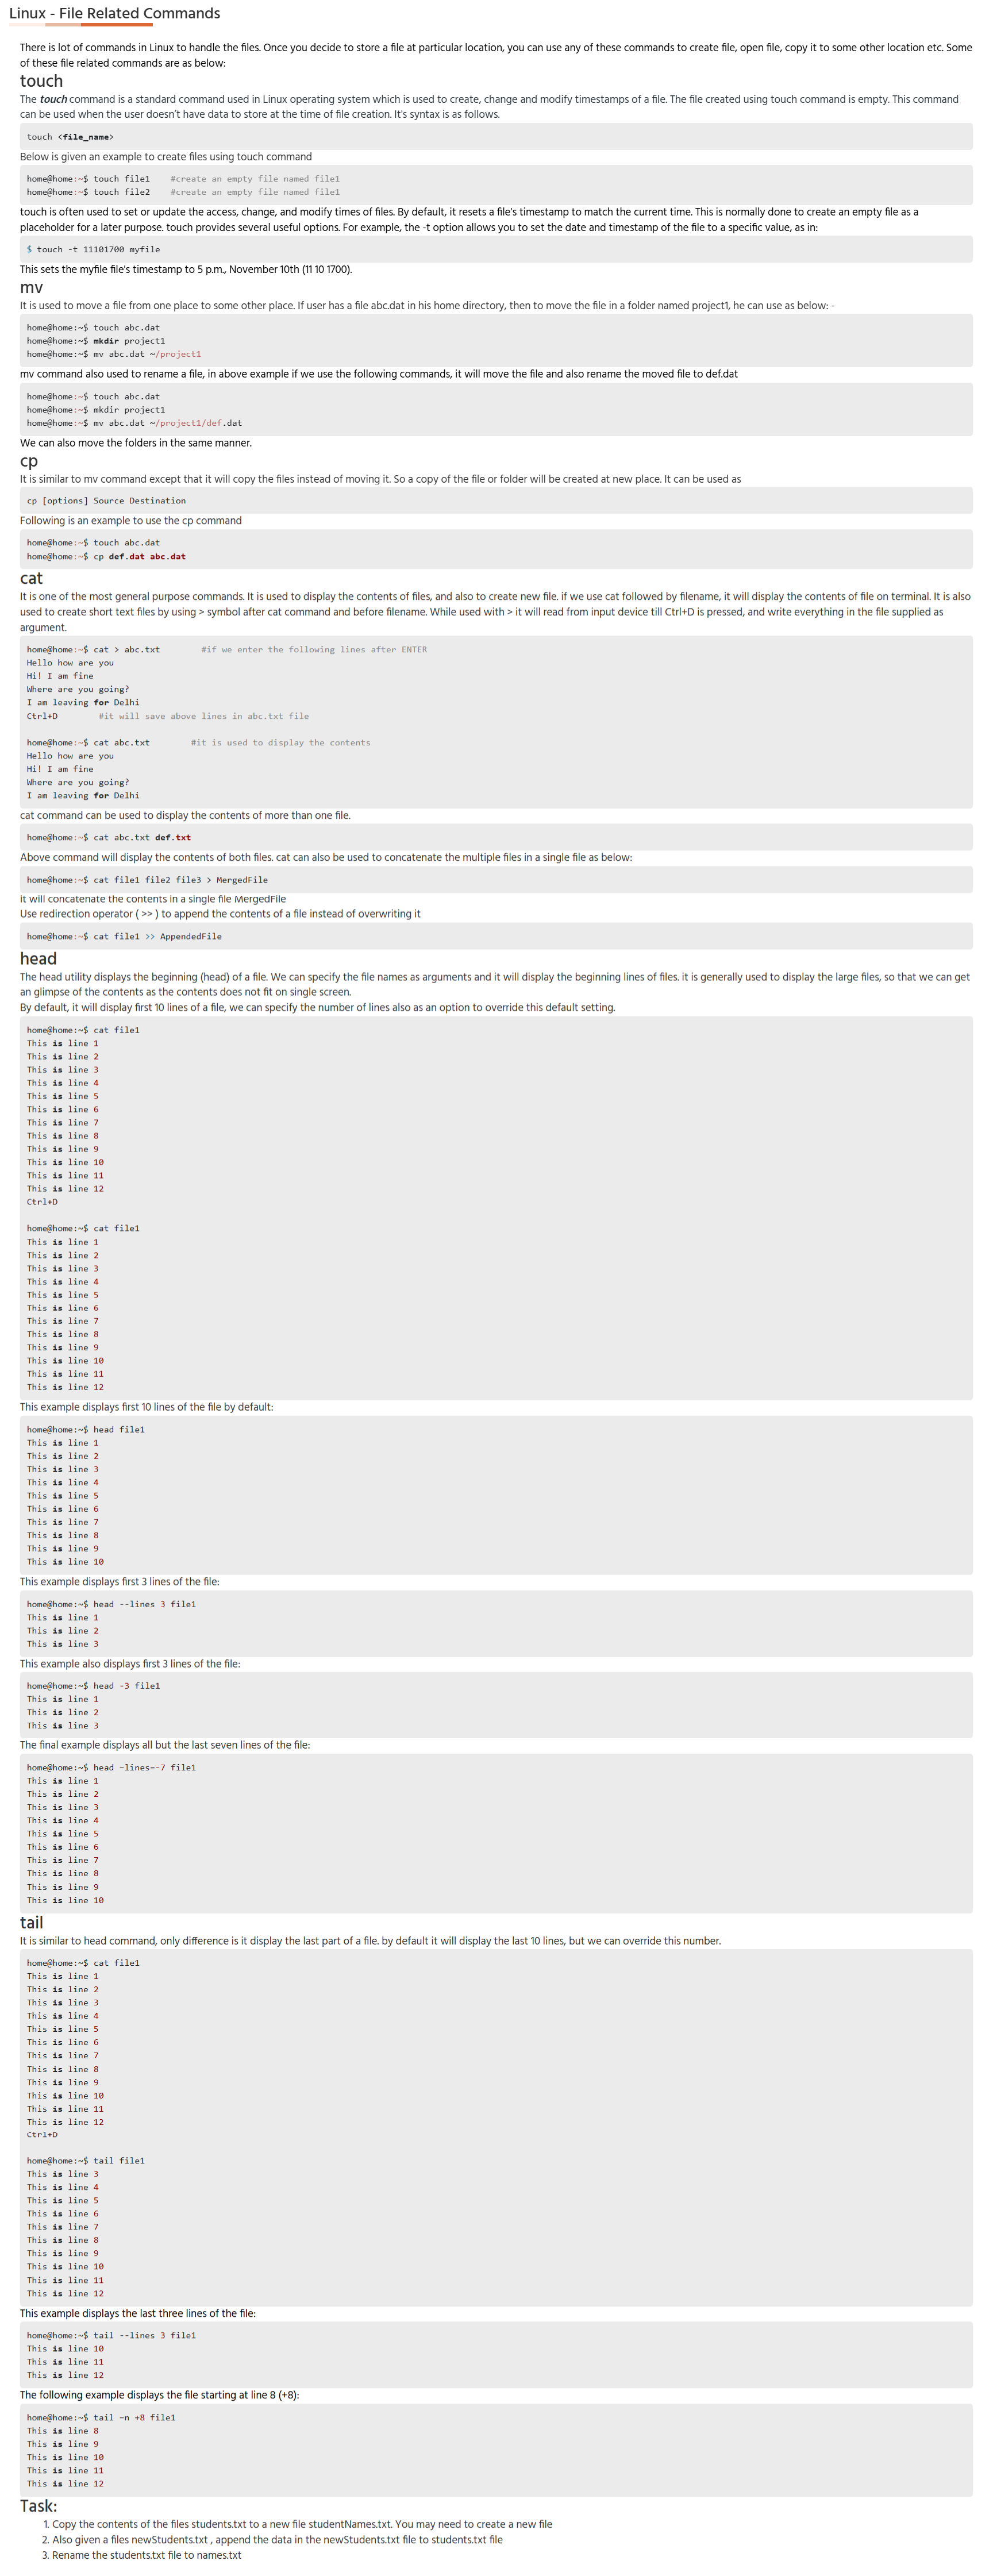 Linux - File Related Commands
There is lot of commands in Linux to handle the files. Once you decide to store a file at particular location, you can use any of these commands to create file, open file, copy it to some other location etc. Some
of these file related commands are as below:
touch
The touch command is a standard command used in Linux operating system which is used to create, change and modify timestamps of a file. The file created using touch command is empty. This command
can be used when the user doesn't have data to store at the time of file creation. It's syntax is as follows.
touch <file_name>
Below is given an example to create files using touch command
home@home:~$ touch file1    #create an empty file named file1
home@home:~$ touch file2    #create an empty file named file1
touch is often used to set or update the access, change, and modify times of files. By default, it resets a file's timestamp to match the current time. This is normally done to create an empty file as a
placeholder for a later purpose. touch provides several useful options. For example, the -t option allows you to set the date and timestamp of the file to a specific value, as in:
$ touch -t 11101700 myfile
This sets the myfile file's timestamp to 5 p.m., November 10th (11 10 1700).
mv
It is used to move a file from one place to some other place. If user has a file abc.dat in his home directory, then to move the file in a folder named project1, he can use as below: -
home@home:~$ touch abc.dat
home@home:~$ mkdir project1
home@home:~$ mv abc.dat ~/project1
mv command also used to rename a file, in above example if we use the following commands, it will move the file and also rename the moved file to def.dat
home@home:~$ touch abc.dat
home@home:~$ mkdir project1
home@home:~$ mv abc.dat ~/project1/def.dat
We can also move the folders in the same manner.
cp
It is similar to mv command except that it will copy the files instead of moving it. So a copy of the file or folder will be created at new place. It can be used as
cp [options] Source Destination
Following is an example to use the cp command
home@home:~$ touch abc.dat
home@home:~$ cp def.dat abc.dat
cat
It is one of the most general purpose commands. It is used to display the contents of files, and also to create new file. if we use cat followed by filename, it will display the contents of file on terminal. It is also
used to create short text files by using > symbol after cat command and before filename. While used with > it will read from input device till Ctrl+D is pressed, and write everything in the file supplied as
argument.
home@home:~$ cat > abc.txt        #if we enter the following lines after ENTER
Hello how are you
Hi! I am fine
Where are you going?
I am leaving for Delhi
Ctrl+D        #it will save above lines in abc.txt file
home@home:~$ cat abc.txt        #it is used to display the contents
Hello how are you
Hi! I am fine
Where are you going?
I am leaving for Delhi
cat command can be used to display the contents of more than one file.
home@home:~$ cat abc.txt def.txt
Above command will display the contents of both files. cat can also be used to concatenate the multiple files in a single file as below:
home@home:~$ cat file1 file2 file3 > MergedFile
it will concatenate the contents in a single file MergedFile
Use redirection operator ( >> ) to append the contents of a file instead of overwriting it
home@home:~$ cat file1 >> AppendedFile
head
The head utility displays the beginning (head) of a file. We can specify the file names as arguments and it will display the beginning lines of files. it is generally used to display the large files, so that we can get
an glimpse of the contents as the contents does not fit on single screen.
By default, it will display first 10 lines of a file, we can specify the number of lines also as an option to override this default setting.
home@home:~$ cat file1
This is line 1
This is line 2
This is line 3
This is line 4
This is line 5
This is line 6
This is line 7
This is line 8
This is line 9
This is line 10
This is line 11
This is line 12
Ctrl+D
home@home:~$ cat file1
This is line 1
This is line 2
This is line 3
This is line 4
This is line 5
This is line 6
This is line 7
This is line 8
This is line 9
This is line 10
This is line 11
This is line 12
This example displays first 10 lines of the file by default:
home@home:~$ head file1
This is line 1
This is line 2
This is line 3
This is line 4
This is line 5
This is line 6
This is line 7
This is line 8
This is line 9
This is line 10
This example displays first 3 lines of the file:
home@home:~$ head --lines 3 file1
This is line 1
This is line 2
This is line 3
This example also displays first 3 lines of the file:
home@home:~$ head -3 file1
This is line 1
This is line 2
This is line 3
The final example displays all but the last seven lines of the file:
home@home:~$ head –lines=-7 file1
This is line 1
This is line 2
This is line 3
This is line 4
This is line 5
This is line 6
This is line 7
This is line 8
This is line 9
This is line 10
tail
It is similar to head command, only difference is it display the last part of a file. by default it will display the last 10 lines, but we can override this number.
home@home:~$ cat file1
This is line 1
This is line 2
This is line 3
This is line 4
This is line 5
This is line 6
This is line 7
This is line 8
This is line 9
This is line 10
This is line 11
This is line 12
Ctrl+D
home@home:~$ tail file1
This is line 3
This is line 4
This is line 5
This is line 6
This is line 7
This is line 8
This is line 9
This is line 10
This is line 11
This is line 12
This example displays the last three lines of the file:
home@home:~$ tail --lines 3 file1
This is line 10
This is line 11
This is line 12
The following example displays the file starting at line 8 (+8):
home@home:~$ tail –n +8 file1
This is line 8
This is line 9
This is line 10
This is line 11
This is line 12
Task:
1. Copy the contents of the files students.txt to a new file studentNames.txt. You may need to create a new file
2. Also given a files newStudents.txt , append the data in the newStudents.txt file to students.txt file
3. Rename the students.txt file to names.txt